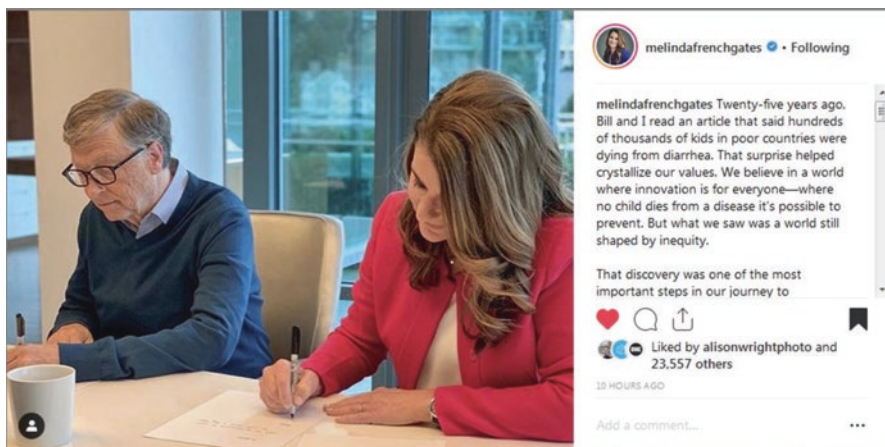 melindafrenchgates • Following
melindafrenchgates Twenty-five years ago,
Bill and I read an article that said hundreds
of thousands of kids in poor countries were
dying from diarrhea. That surprise helped
crystallize our values. We believe in a world
where innovation is for everyone—where
no child dies from a disease it's possible to
prevent. But what we saw was a world still
shaped by inequity.
That discovery was one of the most
important steps in our journey to
Liked by alisonwrightphoto and
23,557 others
10 HOURS AGO
Add a comment...